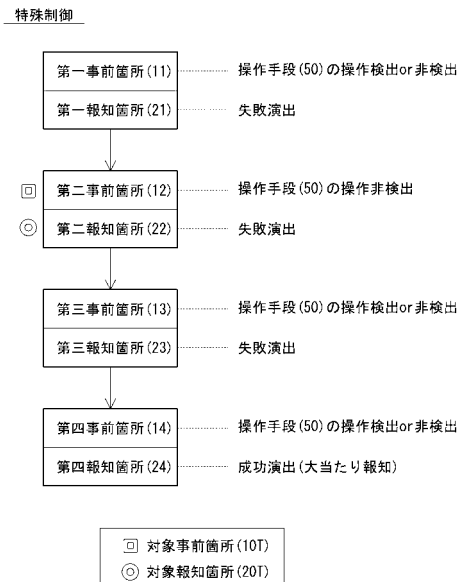 特殊制御
第一事前箇所(11) 操作手段(50)の操作検出or非検出
第一報知箇所(21) 失敗演出
第二事前箇所(12) 操作手段(50)の操作非検出
第二報知箇所(22) 失敗演出
第三事前箇所(13) 操作手段(50)の操作検出or非検出
第三報知箇所(23) 失敗演出
第四事前箇所(14) 操作手段(50)の操作検出or非検出
第四報知箇所(24) 成功演出(大当たり報知)
対象事前箇所(10T)
対象報知箇所(20T)